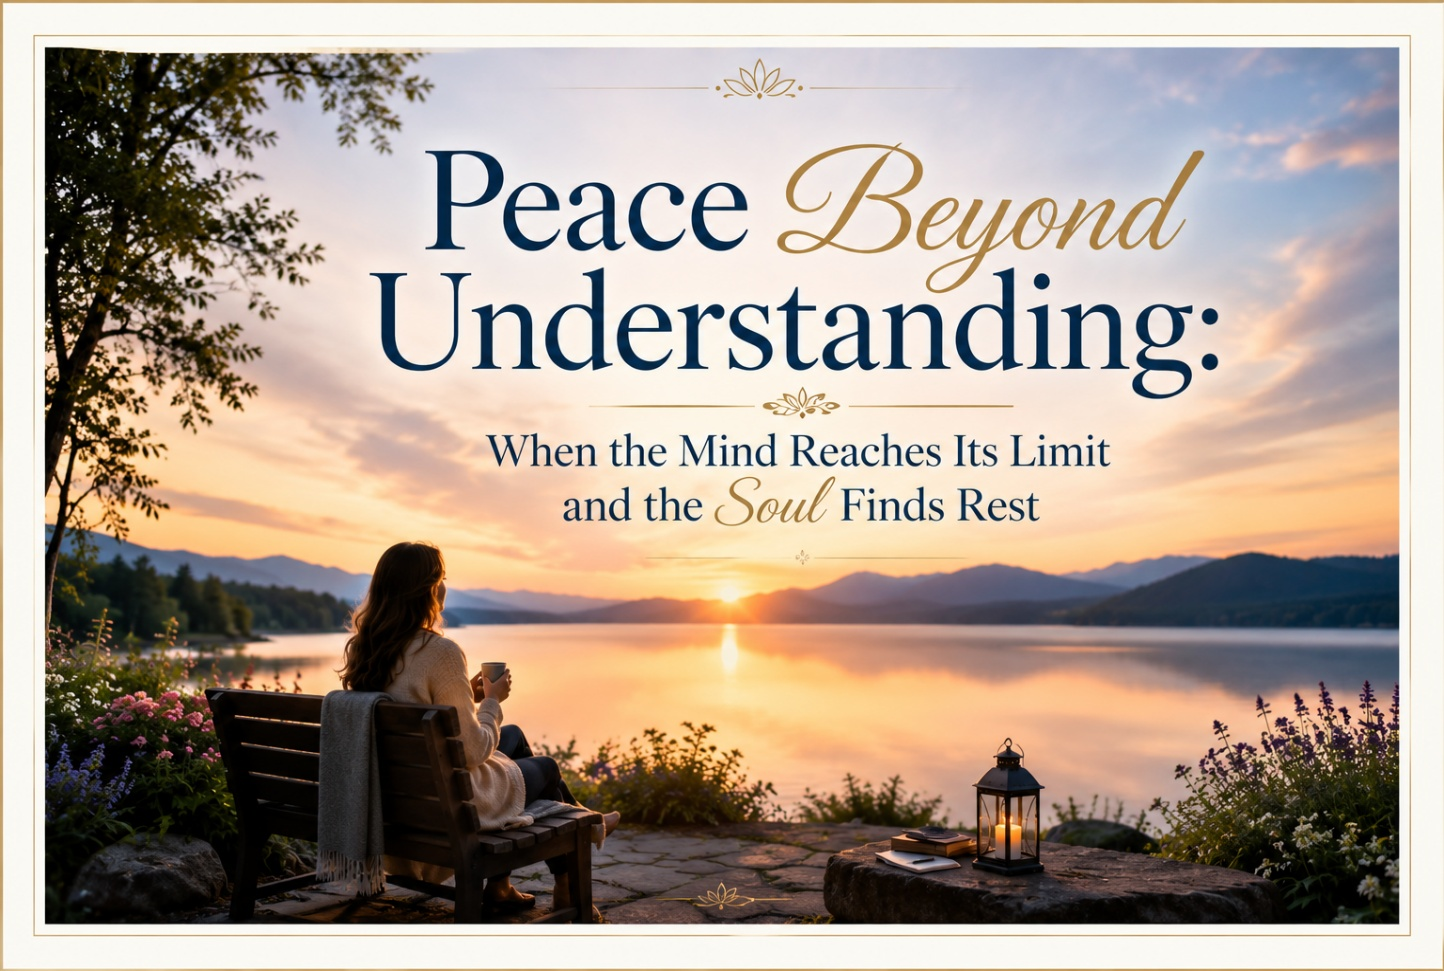 Peace Beyond
Understanding:
When the Mind Reaches Its Limit
and the Soul Finds Rest